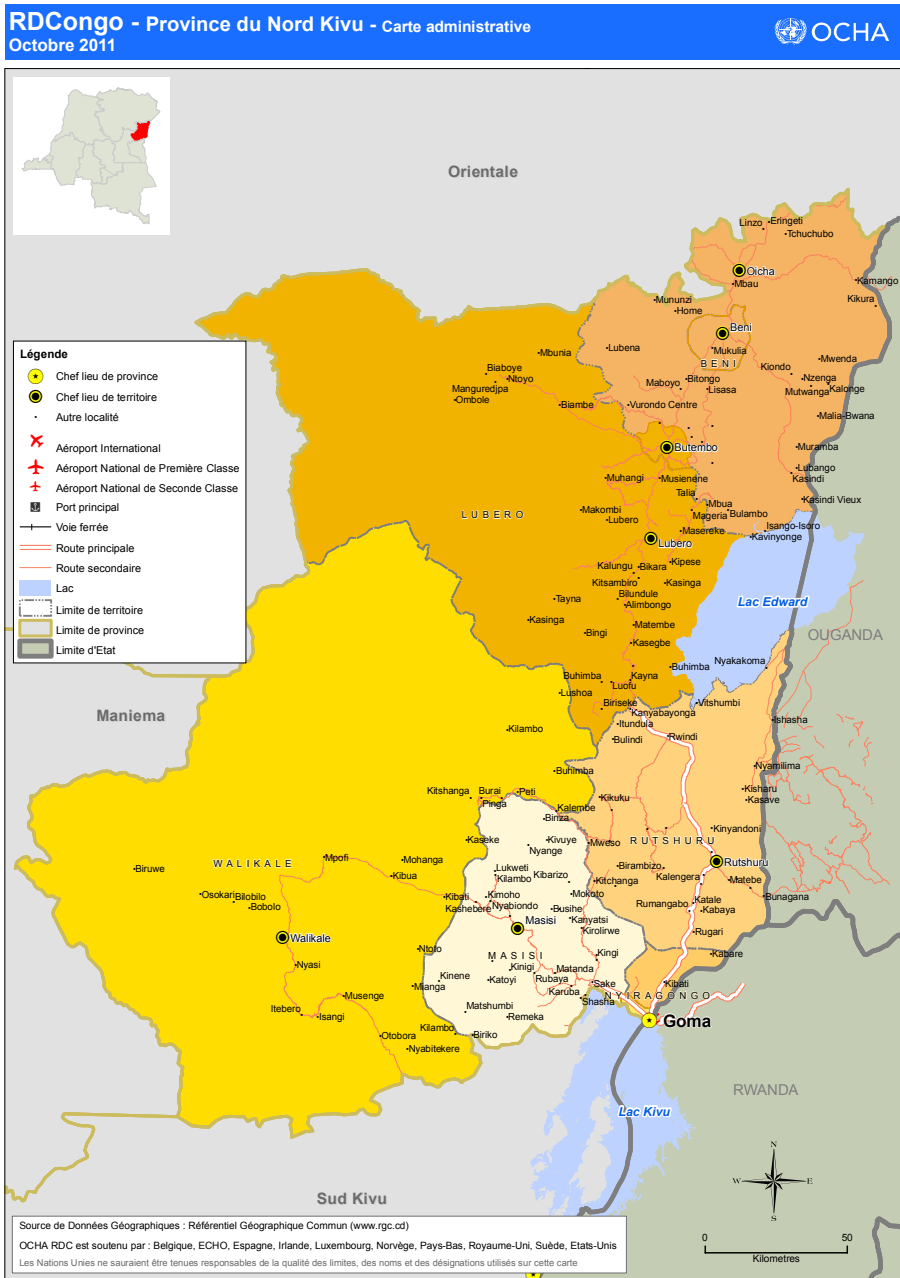 RDCongo - Province du Nord Kivu - Carte administrative
Octobre 2011
OCHA
Orientale
Linzo
Eringeti
Tchuchubo
Oicha
Mbau
Kamango
Kikura
Mununzi
Home
Beni
Mukulia
BENI
Lubena
Mbunia
Mwenda
Kiondo
Biaboye
Ntoyo
Manguredjpa
Ombole
Maboyo
Bitongo
Lisasa
Nzenga
Mutwanga
Kalonge
Biambe
Vurondo Centre
Malia-Bwana
Butembo
Muramba
Muhangi
Musienene
Lubango
Kasindi
Talia
Kasindi Vieux
Mbua
Makombi
Mageria
Bulambo
LUBERO
Lubero
Masereke
Isango-Isoro
Kavinyonge
Lubero
Kalungu
Bikara
Kipese
Kitsambiro
Kasinga
Bilundule
Alimbongo
Tayna
Lac Edward
Kasinga
Matembe
Bingi
Kasegbe
OUGANDA
Buhimba
Nyakakoma
Buhimba
Kayna
Luofu
Lushoa
Vitshumbi
Biriseke
Kanyabayonga
Itundula
Ishasha
Bulindi
Rwindi
Kilambo
Nyamilima
Buhimba
Kisharu
Kasave
Kitshanga
Burai
Peti
Pinga
Kikuku
Kalembe
Binza
Kinyandoni
Kaseke
Kivuye
Mweso
RUTSHURU
Nyange
Mpofi
Mohanga
Rutshuru
WALIKALE
Biruwe
Kibua
Lukweti
Kilambo
Kibarizo
Birambizo
Kalengera
Kitchanga
Matebe
Osokari
Bilobilo
Bobolo
Kibati
Kimoho
Mokoto
Bunagana
Kashebere
Nyabiondo
Busihe
Rumangabo
Katale
Kabaya
Masisi
Kanyatsi
Kirolirwe
Rugari
Walikale
Ntoto
MASISI
Kingi
Kabare
Nyasi
Kinigi
Matanda
Kinene
Katoyi
Rubaya
Sake
Kibati
Mianga
Karuba
Shasha
NYIRAGONGO
Musenge
Itebero
Isangi
Matshumbi
Remeka
Goma
Kilambo
Biriko
Otobora
Nyabitekere
Maniema
RWANDA
Lac Kivu
Sud Kivu
Légende
Chef lieu de province
Chef lieu de territoire
Autre localité
Aéroport International
Aéroport National de Première Classe
Aéroport National de Seconde Classe
Port principal
Voie ferrée
Route principale
Route secondaire
Lac
Limite de territoire
Limite de province
Limite d'Etat
N
W
E
S
0
50
Kilometres
Source de Données Géographiques : Référentiel Géographique Commun (www.rgc.cd)
OCHA RDC est soutenu par : Belgique, ECHO, Espagne, Irlande, Luxembourg, Norvège, Pays-Bas, Royaume-Uni, Suède, Etats-Unis
Les Nations Unies ne sauraient être tenues responsables de la qualité des limites, des noms et des désignations utilisés sur cette carte